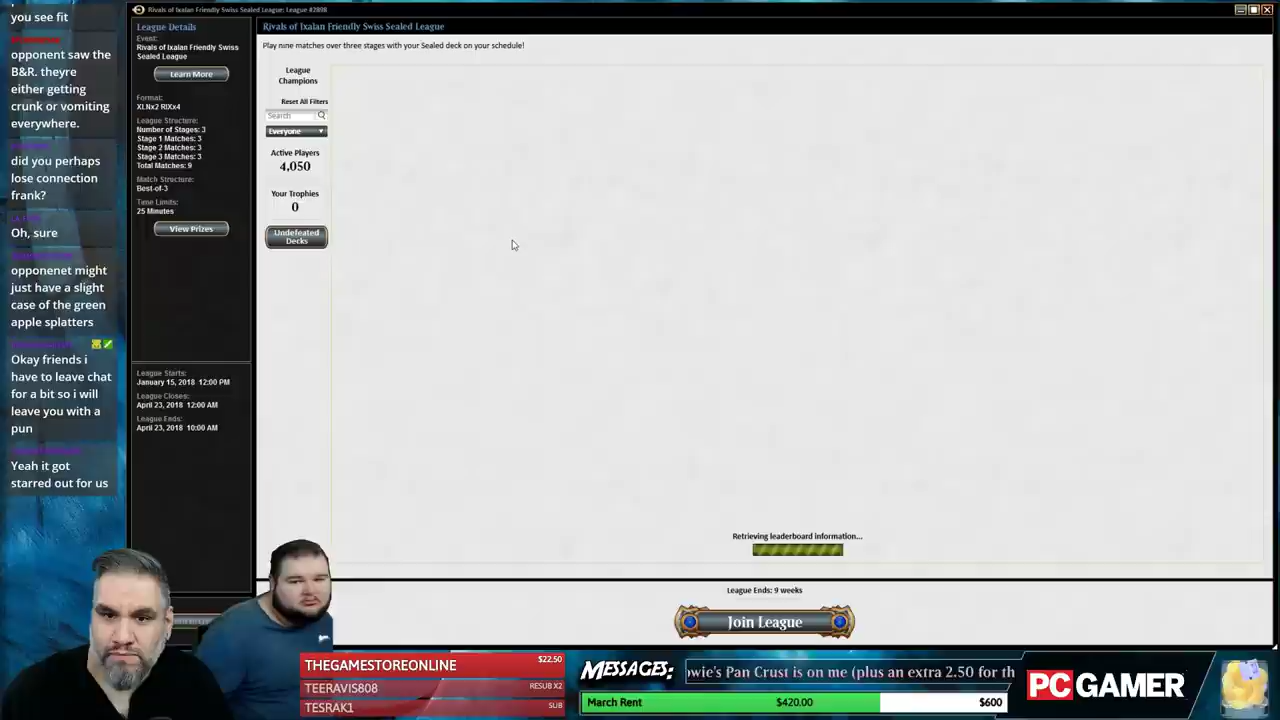 you see fit
opponent saw the
B&R. theyre
either getting
crunk or vomiting
everywhere.
did you perhaps
lose connection
frank?
Oh, sure
opponenet might
just have a slight
case of the green
apple splatters
Okay friends i
have to leave chat
for a bit so i will
leave you with a
pun
Yeah it got
starred out for us
Rivals of Ixalan Friendly Swiss Sealed League: League #2898
League Details
Event:
Rivals of Ixalan Friendly Swiss
Sealed League
Learn More
Format:
XLNx2 RIXx4
League Structure:
Number of Stages: 3
Stage 1 Matches: 3
Stage 2 Matches: 3
Stage 3 Matches: 3
Total Matches: 9
Match Structure:
Best-of-3
Time Limits:
25 Minutes
View Prizes
League Starts:
January 15, 2018 12:00 PM
League Closes:
April 23, 2018 12:00 AM
League Ends:
April 23, 2018 10:00 AM
Rivals of Ixalan Friendly Swiss Sealed League
Play nine matches over three stages with your Sealed deck on your schedule!
League
Champions
Reset All Filters
Search
Everyone
Active Players
4,050
Your Trophies
0
Undefeated
Decks
Retrieving leaderboard information...
League Ends: 9 weeks
Join League
THEGAMESTOREONLINE $22.50
TEERAVIS808 RESUB X2
TESRAK1 SUB
MESSAGES: owie's Pan Crust is on me (plus an extra 2.50 for th
March Rent $420.00 $600
PC GAMER